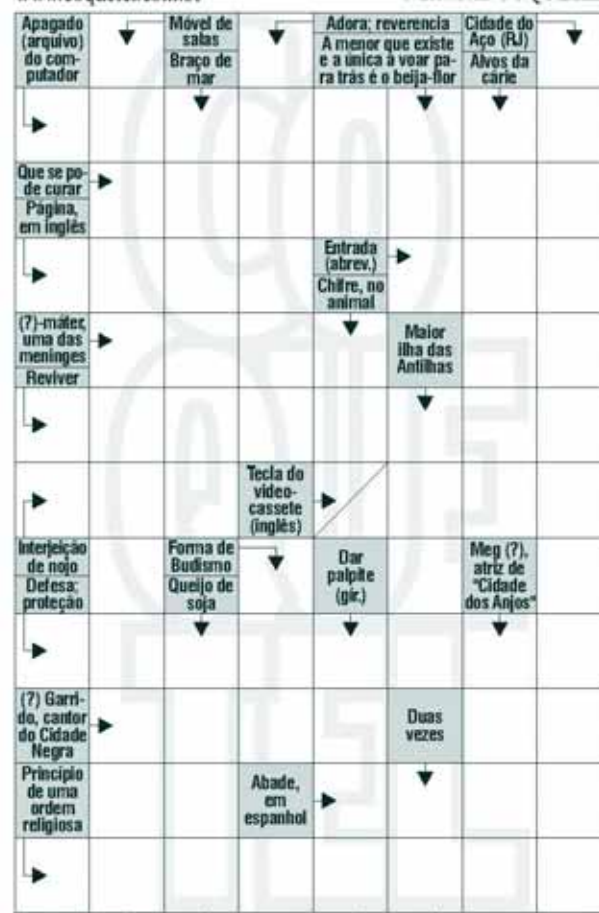 Apagado
(arquivo)
do com-
putador
Móvel de
salas
Braço de
mar
Adora; reverencia
A menor que existe
e a única a voar pa-
ra trás é o beija-flor
Cidade do
Aço (RJ)
Alvos da
cárie
Que se po-
de curar
Página,
em inglês
Entrada
(abrev.)
Chifre, no
animal
(?)-máter,
uma das
meninges
Reviver
Maior
ilha das
Antilhas
Tecla do
video-
cassete
(inglês)
Interjeição
de nojo
Defesa;
proteção
Forma de
Budismo
Queijo de
soja
Dar
palpite
(gír.)
Meg (?),
atriz de
"Cidade
dos Anjos"
(?) Garri-
do, cantor
do Cidade
Negra
Duas
vezes
Princípio
de uma
ordem
religiosa
Abade,
em
espanhol